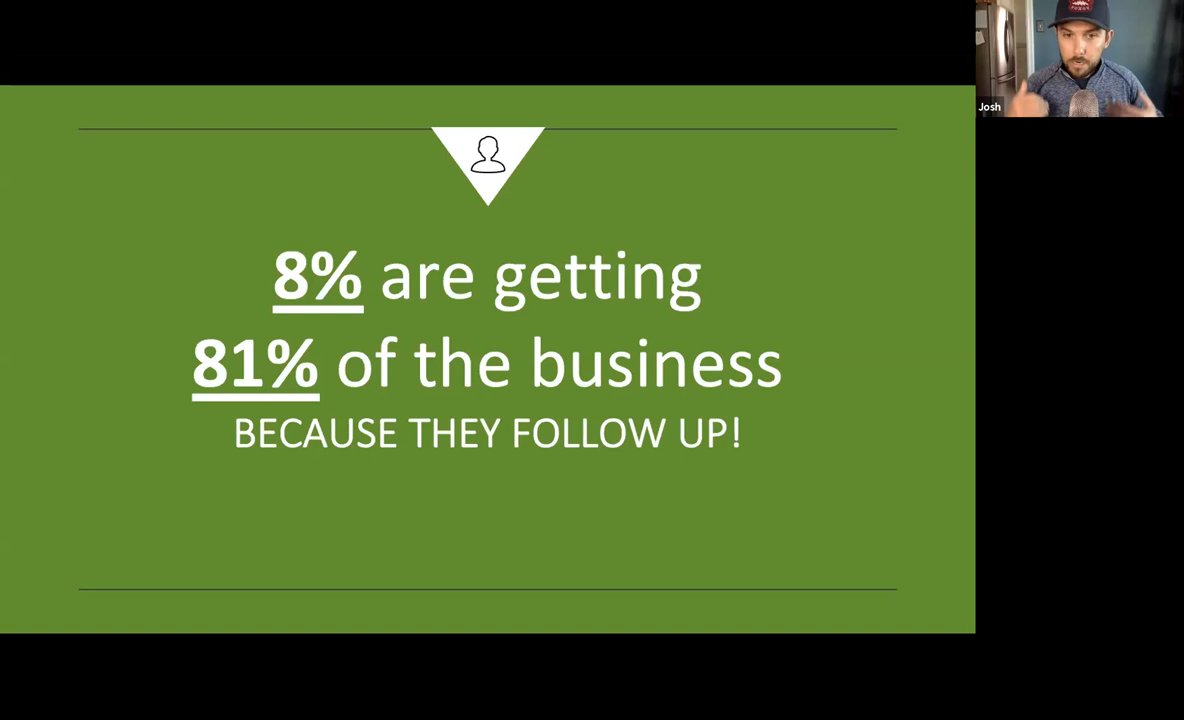 8% are getting
81% of the business
BECAUSE THEY FOLLOW UP!
Josh